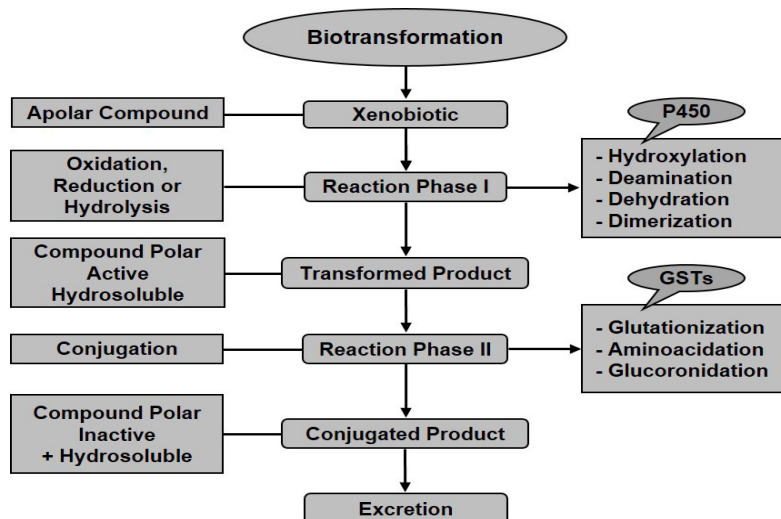 Biotransformation
Apolar Compound
Xenobiotic
P450
Oxidation,
Reduction or
Hydrolysis
Reaction Phase I
- Hydroxylation
- Deamination
- Dehydration
- Dimerization
Compound Polar
Active
Hydrosoluble
Transformed Product
GSTs
Conjugation
Reaction Phase II
- Glutationization
- Aminoacidation
- Glucoronidation
Compound Polar
Inactive
+ Hydrosoluble
Conjugated Product
Excretion